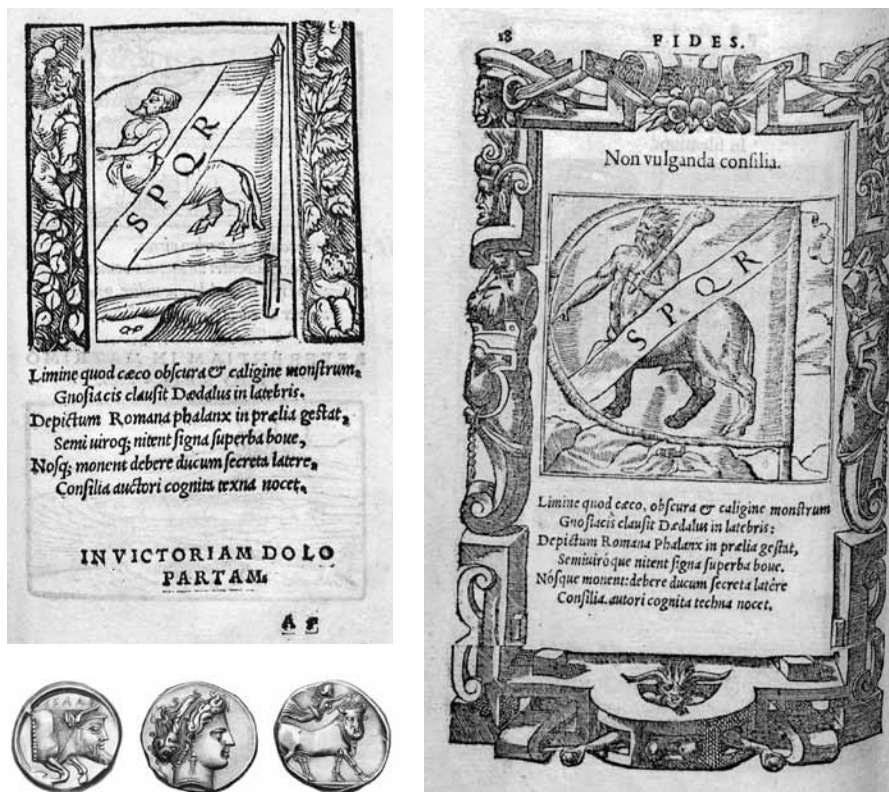 S P Q R
Limine quod cæco obscura & caligine monstrum,
Gnosiacis clausit Dædalus in latebris.
Depictum Romana phalanx in prælia gestat,
Semi uiroq; nitent signa superba boue,
Nosq; monent debere ducum secreta latere,
Consilia auctori cognita texna nocet.
IN VICTORIAM DOLO
PARTAM.
18
FIDES.
Non vulganda consilia.
S P Q R
Limine quod cæco, obscura & caligine monstrum
Gnosiacis clausit Dædalus in latebris:
Depictum Romana Phalanx in prælia gestat,
Semiuiróque nitent signa superba boue.
Nósque monent: debere ducum secreta latêre
Consilia. autori cognita techna nocet.